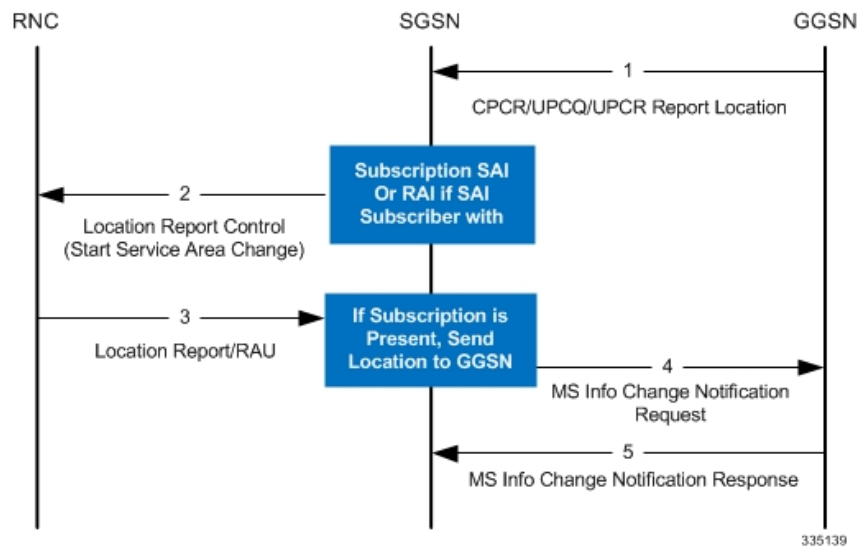 RNC
SGSN
GGSN
1
CPCR/UPCQ/UPCR Report Location
Subscription SAI
Or RAI if SAI
Subscriber with
2
Location Report Control
(Start Service Area Change)
3
Location Report/RAU
If Subscription is
Present, Send
Location to GGSN
4
MS Info Change Notification
Request
5
MS Info Change Notification Response
335139